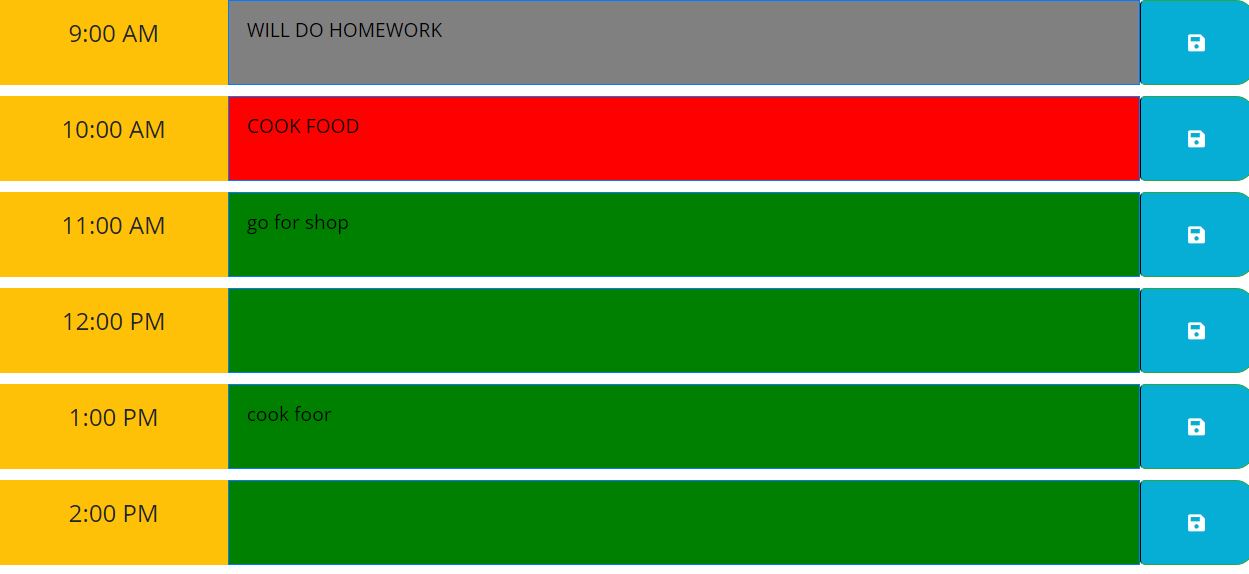 9:00 AM WILL DO HOMEWORK
10:00 AM COOK FOOD
11:00 AM go for shop
12:00 PM
1:00 PM cook foor
2:00 PM